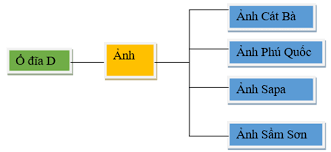 Ổ đĩa D
Ảnh
Ảnh Cát Bà
Ảnh Phú Quốc
Ảnh Sapa
Ảnh Sầm Sơn